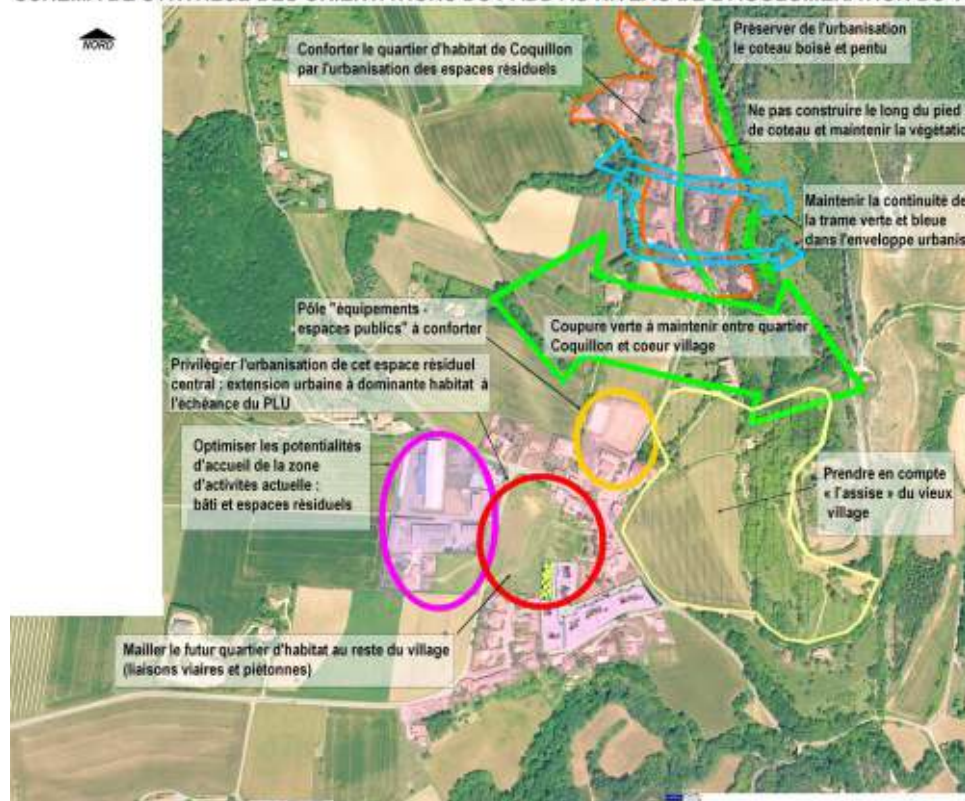 NORD
Conforter le quartier d'habitat de Coquillon
par l'urbanisation des espaces résiduels
Préserver de l'urbanisation
le coteau boisé et pentu
Ne pas construire le long du pied
de coteau et maintenir la végétatio
Maintenir la continuité de
la trame verte et bleue
dans l'enveloppe urbanis
Pôle "équipements -
espaces publics" à conforter
Coupure verte à maintenir entre quartier
Coquillon et coeur village
Privilégier l'urbanisation de cet espace résiduel
central : extension urbaine à dominante habitat à
l'échéance du PLU
Optimiser les potentialités
d'accueil de la zone
d'activités actuelle :
bâti et espaces résiduels
Prendre en compte
« l'assise » du vieux
village
Mailler le futur quartier d'habitat au reste du village
(liaisons viaires et piétonnes)